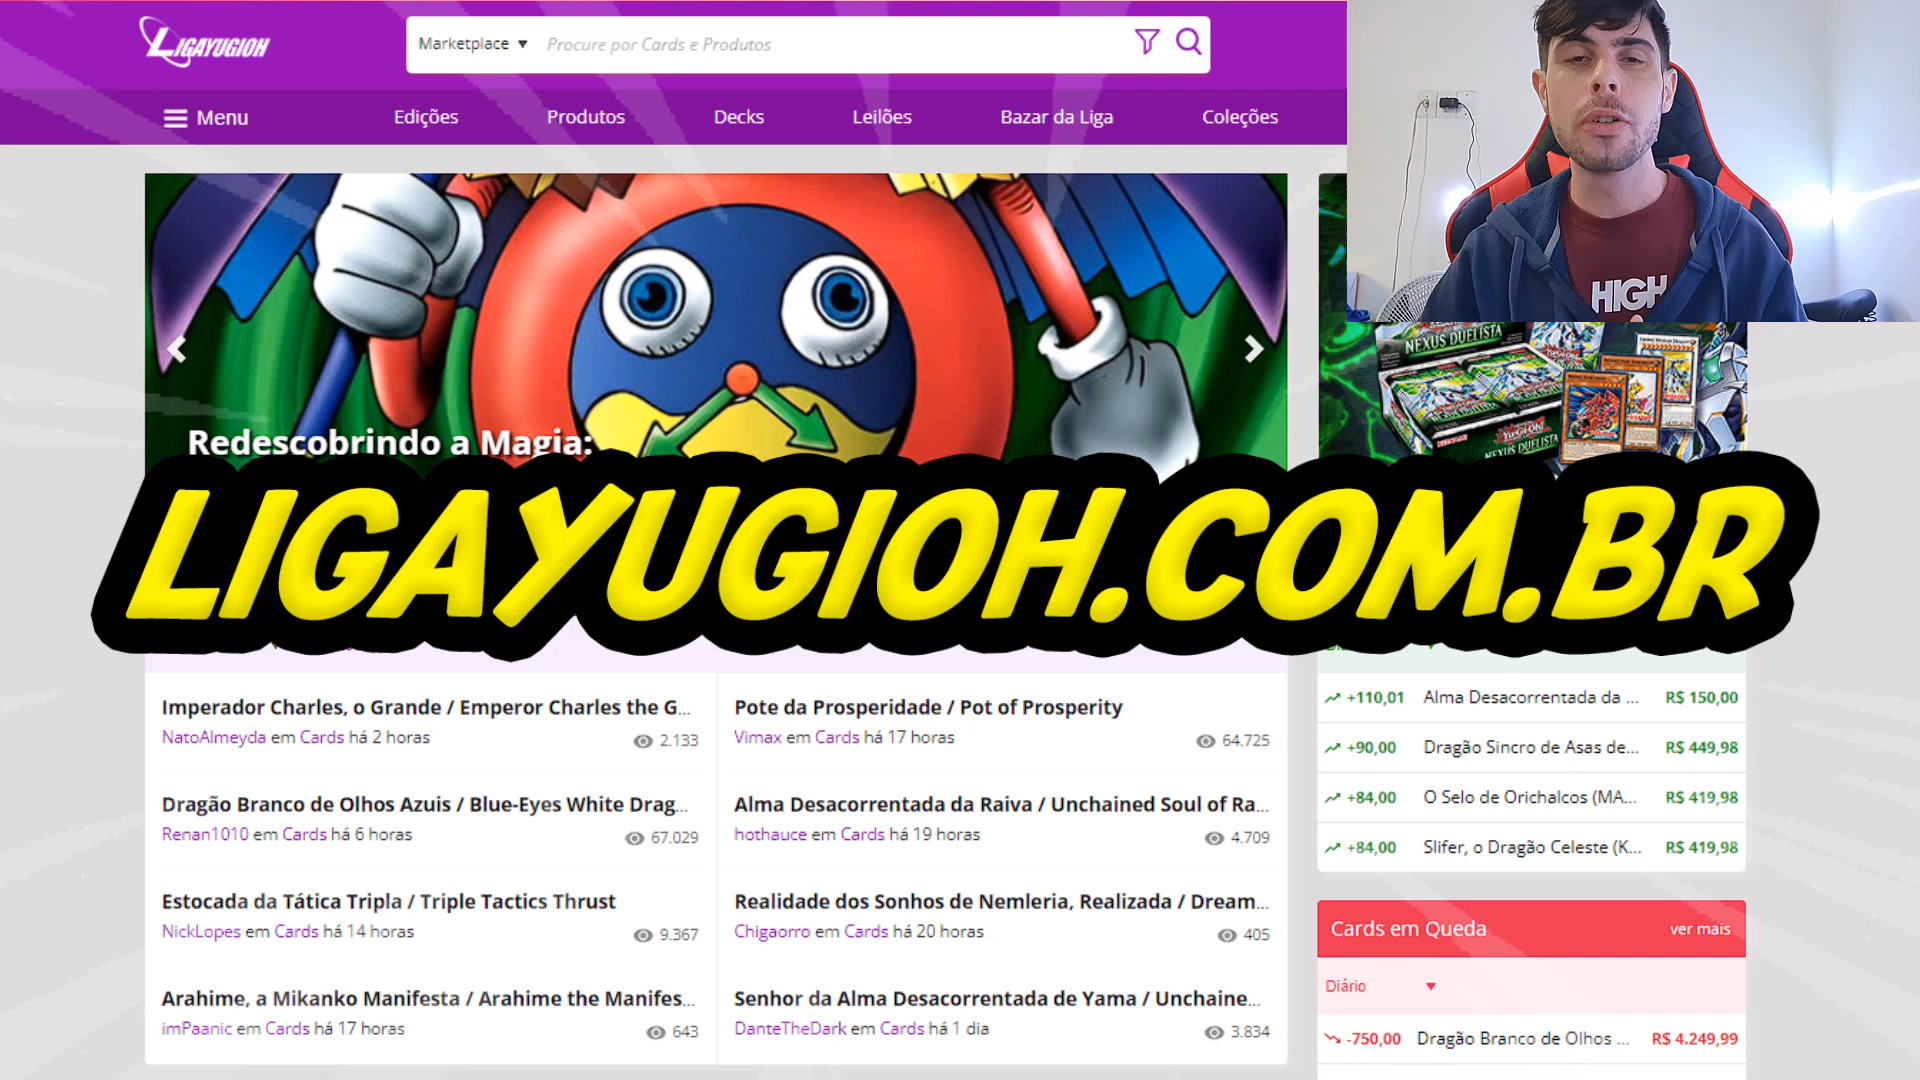 LIGAYUGIOH
Marketplace ▼ Procure por Cards e Produtos
Menu Edições Produtos Decks Leilões Bazar da Liga Coleções
HIGH
NEXUS DUELISTA
Redescobrindo a Magia:
YU-GI-OH!
NEXUS DUELISTA
LIGAYUGIOH.COM.BR
Imperador Charles, o Grande / Emperor Charles the G...
NatoAlmeyda em Cards há 2 horas 2.133
Pote da Prosperidade / Pot of Prosperity
Vimax em Cards há 17 horas 64.725
Dragão Branco de Olhos Azuis / Blue-Eyes White Drag...
Renan1010 em Cards há 6 horas 67.029
Alma Desacorrentada da Raiva / Unchained Soul of Ra...
hothauce em Cards há 19 horas 4.709
Estocada da Tática Tripla / Triple Tactics Thrust
NickLopes em Cards há 14 horas 9.367
Realidade dos Sonhos de Nemleria, Realizada / Dream...
Chigaorro em Cards há 20 horas 405
Arahime, a Mikanko Manifesta / Arahime the Manifes...
imPaanic em Cards há 17 horas 643
Senhor da Alma Desacorrentada de Yama / Unchaine...
DanteTheDark em Cards há 1 dia 3.834
+110,01 Alma Desacorrentada da ... R$ 150,00
+90,00 Dragão Sincro de Asas de... R$ 449,98
+84,00 O Selo de Orichalcos (MA... R$ 419,98
+84,00 Slifer, o Dragão Celeste (K... R$ 419,98
Cards em Queda ver mais
Diário ▼
-750,00 Dragão Branco de Olhos ... R$ 4.249,99